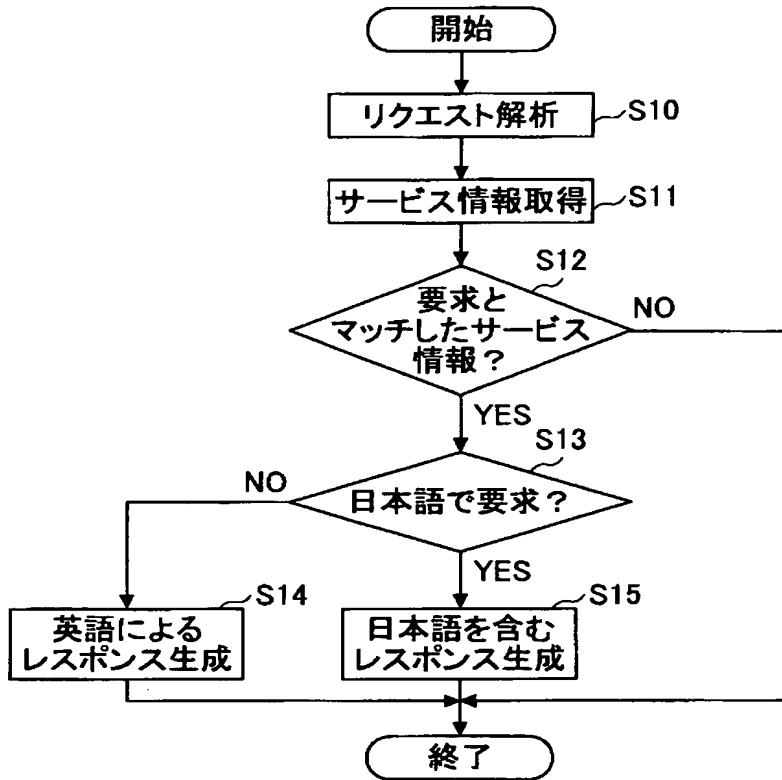 開始
リクエスト解析
S10
サービス情報取得
S11
S12
要求と
マッチしたサービス
情報？
NO
YES
S13
日本語で要求？
NO
YES
S14
英語による
レスポンス生成
S15
日本語を含む
レスポンス生成
終了